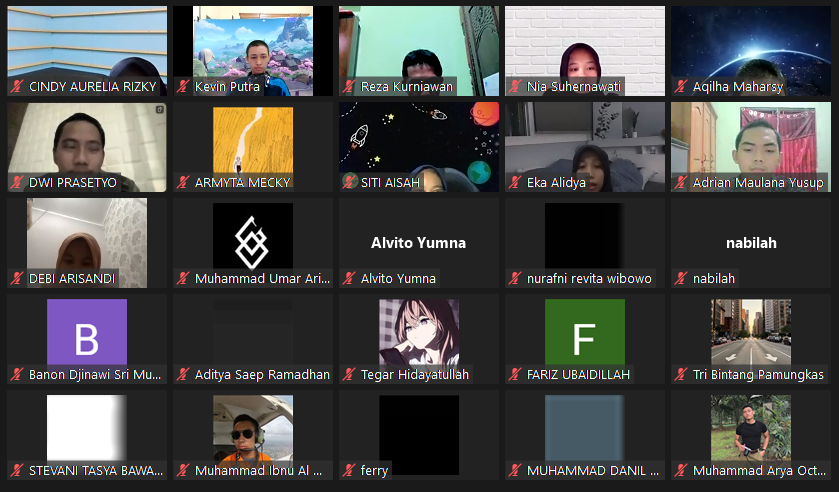 CINDY AURELIA RIZKY
Kevin Putra
Reza Kurniawan
Nia Suhernawati
Aqilha Maharsy
DWI PRASETYO
ARMYTA MECKY
SITI AISAH
Eka Alidya
Adrian Maulana Yusup
DEBI ARISANDI
Muhammad Umar Ari...
Alvito Yumna
Alvito Yumna
nurafni revita wibowo
nabilah
nabilah
B
Banon Djinawi Sri Mu...
Aditya Saep Ramadhan
Tegar Hidayatullah
F
FARIZ UBAIDILLAH
Tri Bintang Pamungkas
STEVANI TASYA BAWA...
Muhammad Ibnu Al ...
ferry
MUHAMMAD DANIL ...
Muhammad Arya Oct...